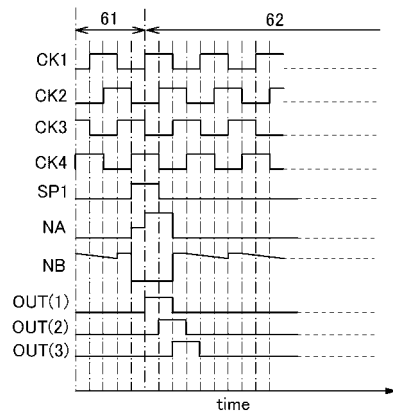 61
62
CK1
CK2
CK3
CK4
SP1
NA
NB
OUT(1)
OUT(2)
OUT(3)
time